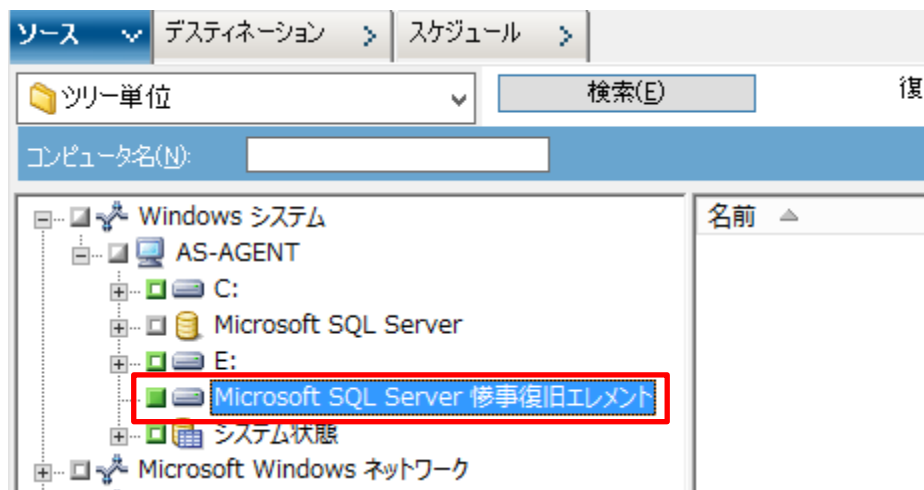 ソース デスティネーション スケジュール
ツリー単位 検索(E) 復
コンピュータ名(N):
Windows システム 名前
AS-AGENT
C:
Microsoft SQL Server
E:
Microsoft SQL Server 惨事復旧エレメント
システム状態
Microsoft Windows ネットワーク